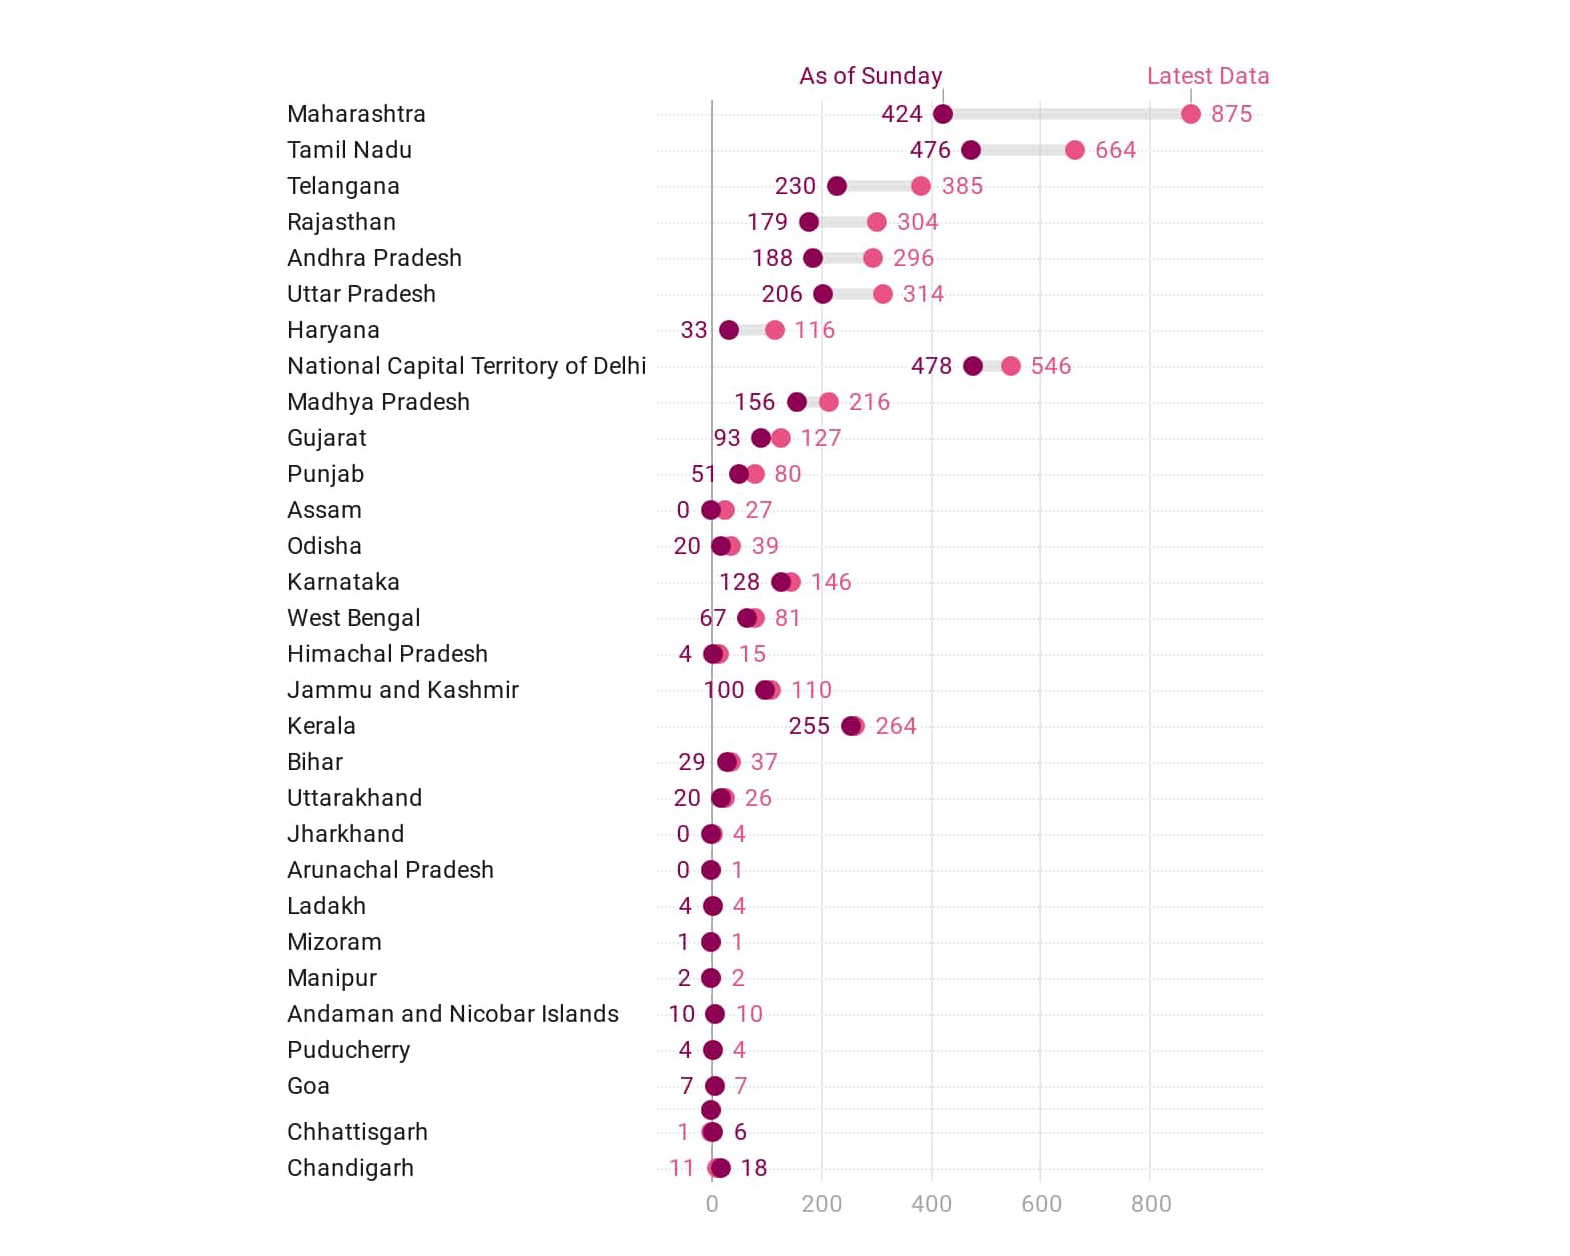 As of Sunday Latest Data
Maharashtra 424 875
Tamil Nadu 476 664
Telangana 230 385
Rajasthan 179 304
Andhra Pradesh 188 296
Uttar Pradesh 206 314
Haryana 33 116
National Capital Territory of Delhi 478 546
Madhya Pradesh 156 216
Gujarat 93 127
Punjab 51 80
Assam 0 27
Odisha 20 39
Karnataka 128 146
West Bengal 67 81
Himachal Pradesh 4 15
Jammu and Kashmir 100 110
Kerala 255 264
Bihar 29 37
Uttarakhand 20 26
Jharkhand 0 4
Arunachal Pradesh 0 1
Ladakh 4 4
Mizoram 1 1
Manipur 2 2
Andaman and Nicobar Islands 10 10
Puducherry 4 4
Goa 7 7
Chhattisgarh 1 6
Chandigarh 11 18
0 200 400 600 800